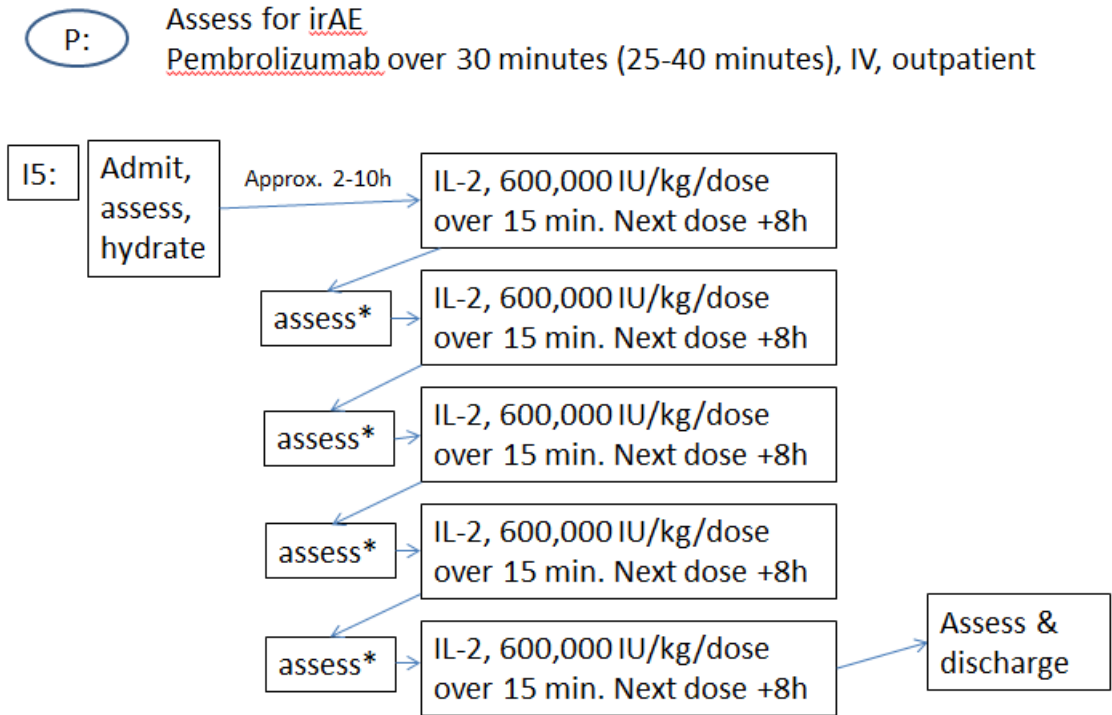 P:
Assess for irAE
Pembrolizumab over 30 minutes (25-40 minutes), IV, outpatient
I5:
Admit,
assess,
hydrate
Approx. 2-10h
IL-2, 600,000 IU/kg/dose
over 15 min. Next dose +8h
assess*
IL-2, 600,000 IU/kg/dose
over 15 min. Next dose +8h
assess*
IL-2, 600,000 IU/kg/dose
over 15 min. Next dose +8h
assess*
IL-2, 600,000 IU/kg/dose
over 15 min. Next dose +8h
assess*
IL-2, 600,000 IU/kg/dose
over 15 min. Next dose +8h
Assess &
discharge